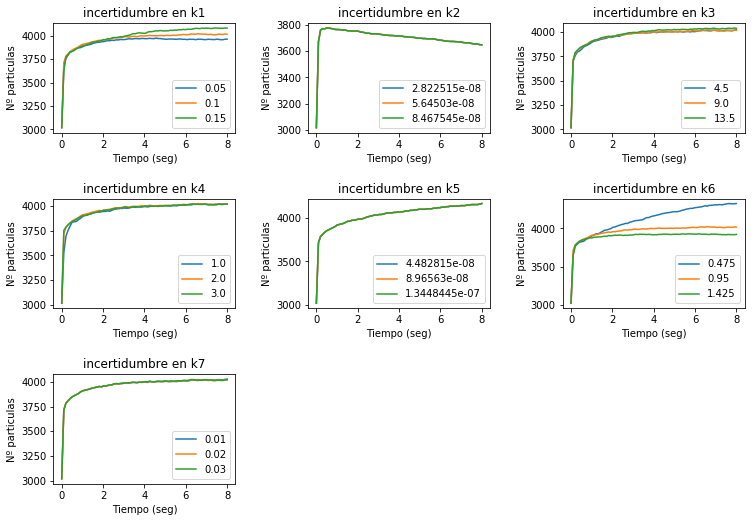 incertidumbre en k1
Nº particulas
4000
3750
3500
3250
3000
0.05
0.1
0.15
0 2 4 6 8
Tiempo (seg)
incertidumbre en k2
Nº particulas
3800
3600
3400
3200
3000
2.822515e-08
5.64503e-08
8.467545e-08
0 2 4 6 8
Tiempo (seg)
incertidumbre en k3
Nº particulas
4000
3750
3500
3250
3000
4.5
9.0
13.5
0 2 4 6 8
Tiempo (seg)
incertidumbre en k4
Nº particulas
4000
3750
3500
3250
3000
1.0
2.0
3.0
0 2 4 6 8
Tiempo (seg)
incertidumbre en k5
Nº particulas
4000
3500
3000
4.482815e-08
8.96563e-08
1.3448445e-07
0 2 4 6 8
Tiempo (seg)
incertidumbre en k6
Nº particulas
4000
3500
3000
0.475
0.95
1.425
0 2 4 6 8
Tiempo (seg)
incertidumbre en k7
Nº particulas
4000
3750
3500
3250
3000
0.01
0.02
0.03
0 2 4 6 8
Tiempo (seg)